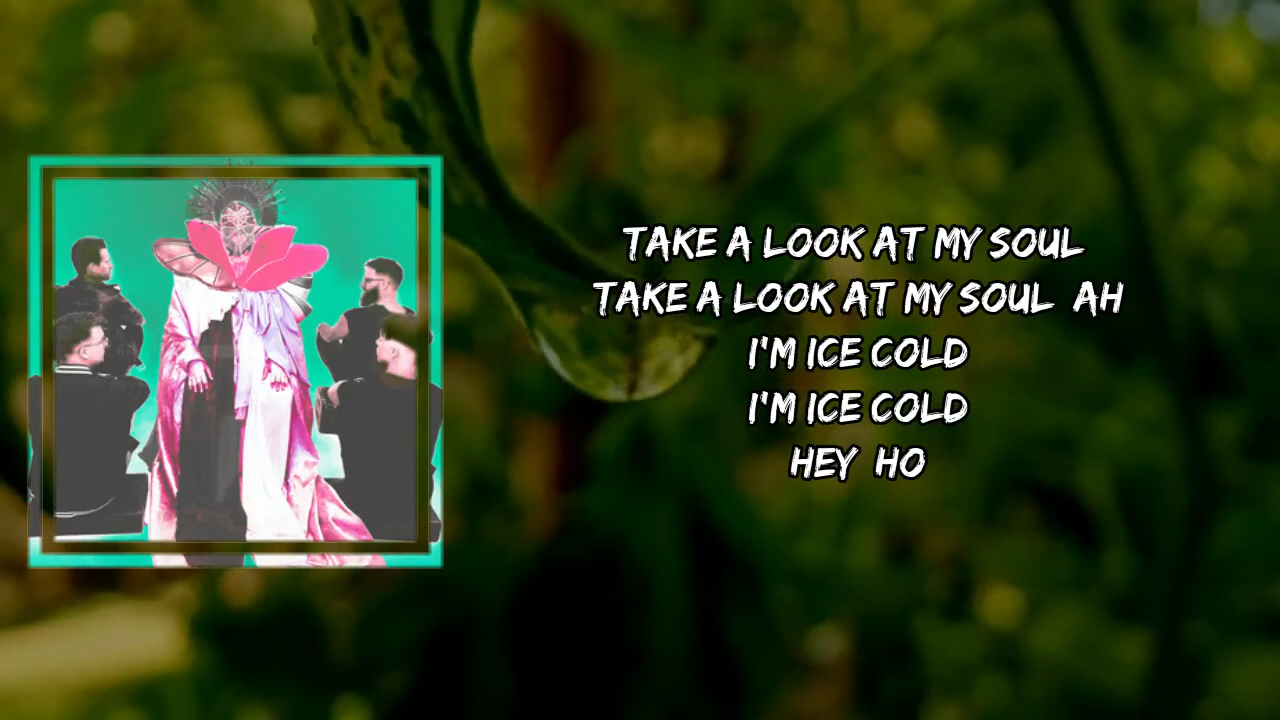 TAKE A LOOK AT MY SOUL
TAKE A LOOK AT MY SOUL AH
I'M ICE COLD
I'M ICE COLD
HEY HO